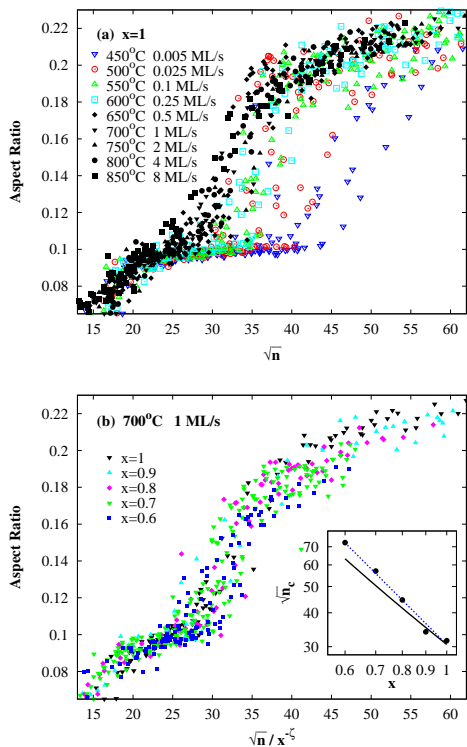 (a) x=1
450°C 0.005 ML/s
500°C 0.025 ML/s
550°C 0.1 ML/s
600°C 0.25 ML/s
650°C 0.5 ML/s
700°C 1 ML/s
750°C 2 ML/s
800°C 4 ML/s
850°C 8 ML/s
Aspect Ratio
0.22
0.2
0.18
0.16
0.14
0.12
0.1
0.08
15 20 25 30 35 40 45 50 55 60
√n
(b) 700°C 1 ML/s
x=1
x=0.9
x=0.8
x=0.7
x=0.6
Aspect Ratio
0.22
0.2
0.18
0.16
0.14
0.12
0.1
0.08
√n_c
70
60
50
40
30
0.6 0.7 0.8 0.9 1
x
15 20 25 30 35 40 45 50 55 60
√n / x^-ζ